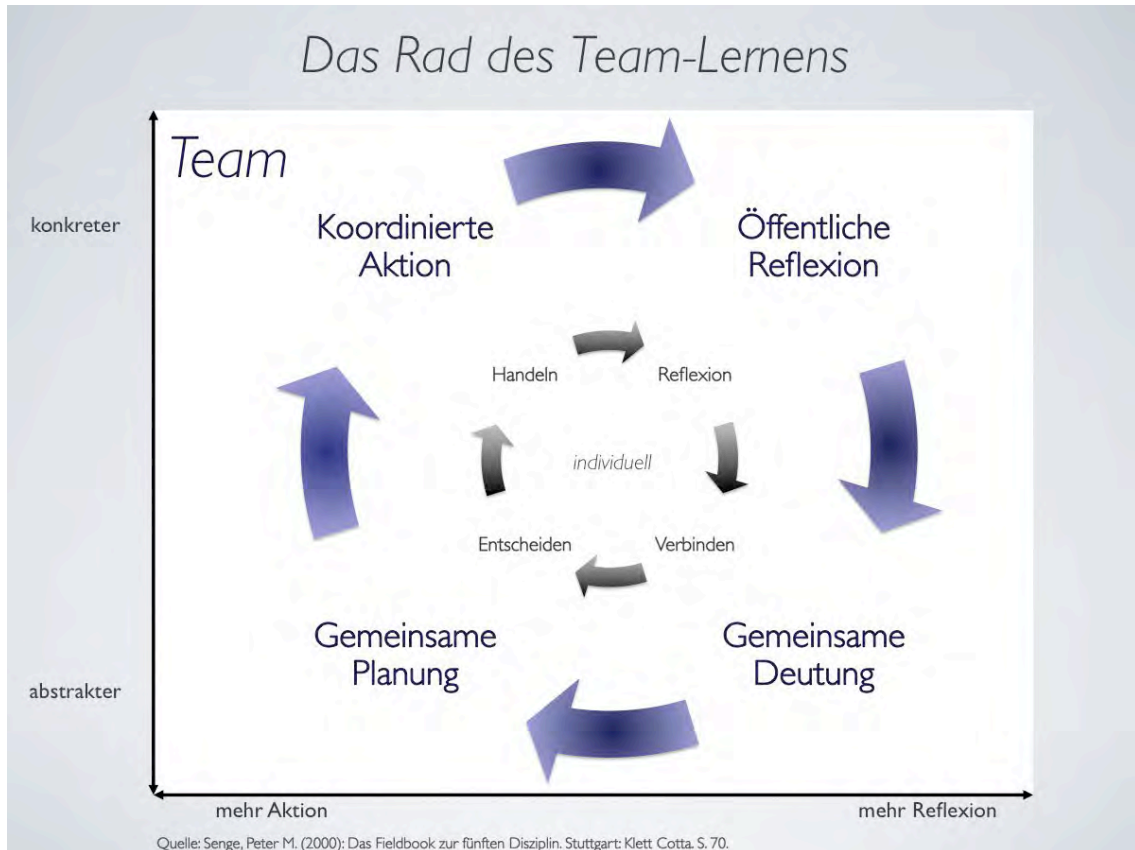 Das Rad des Team-Lernens
Team
konkreter
Koordinierte
Aktion
Öffentliche
Reflexion
Handeln
Reflexion
individuell
Entscheiden
Verbinden
Gemeinsame
Planung
Gemeinsame
Deutung
abstrakter
mehr Aktion
mehr Reflexion
Quelle: Senge, Peter M. (2000): Das Fieldbook zur fünften Disziplin. Stuttgart: Klett Cotta. S. 70.